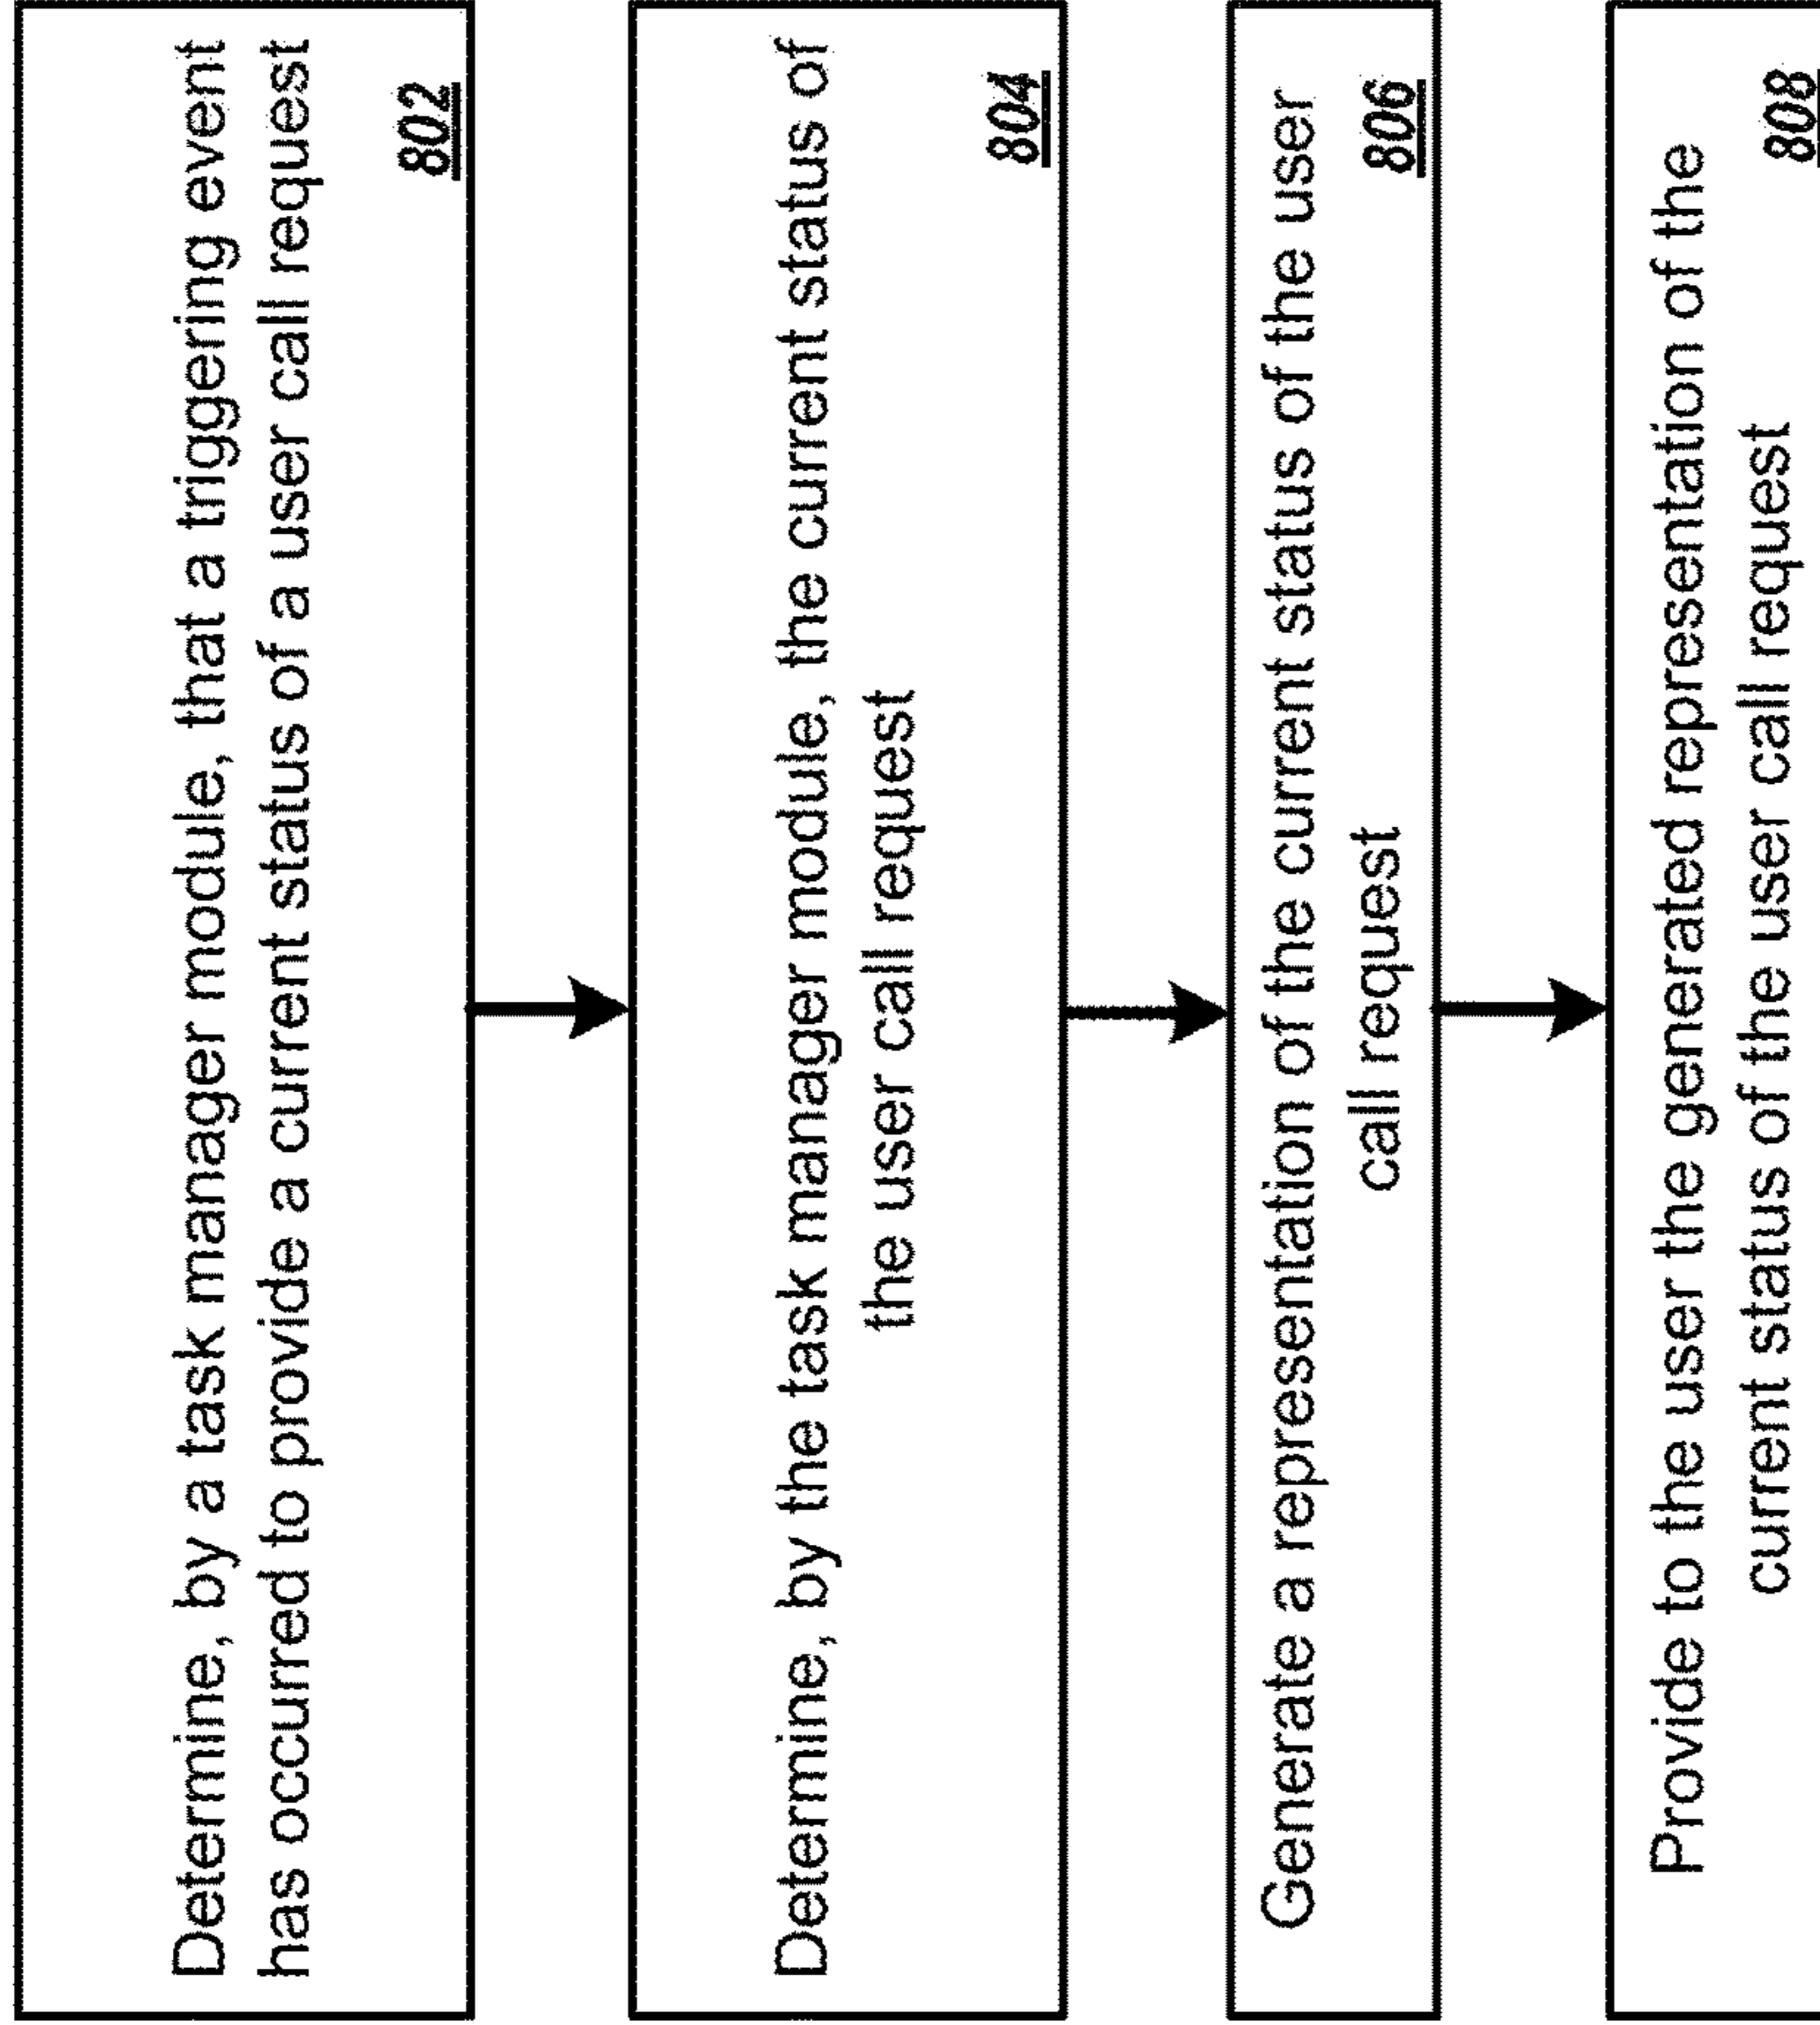 Determine, by a task manager module, that a triggering event
has occurred to provide a current status of a user call request
802
Determine, by the task manager module, the current status of
the user call request
804
Generate a representation of the current status of the user
call request
806
Provide to the user the generated representation of the
current status of the user call request
808